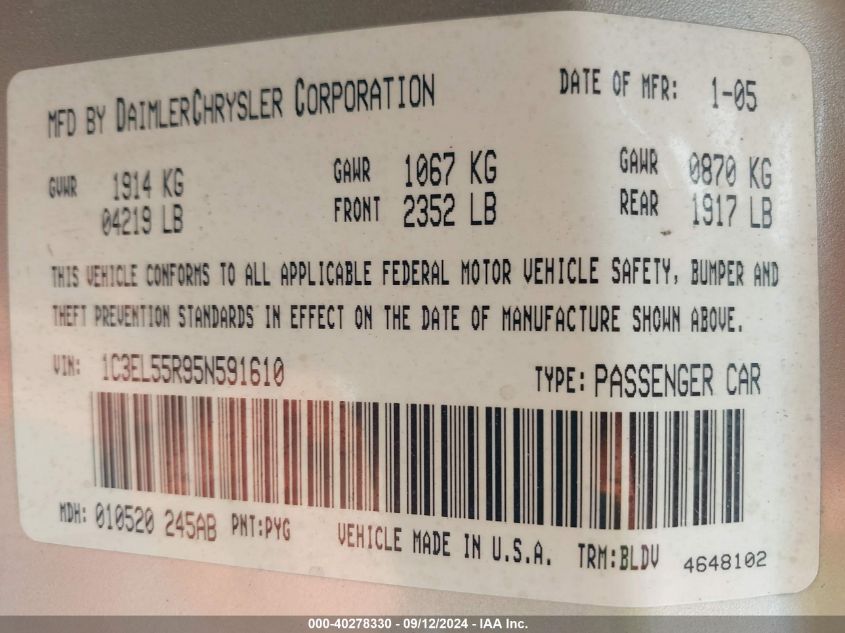 MFD BY DAIMLERCHRYSLER CORPORATION DATE OF MFR: 1-05
GVWR 1914 KG GAWR 1067 KG GAWR 0870 KG
04219 LB FRONT 2352 LB REAR 1917 LB
THIS VEHICLE CONFORMS TO ALL APPLICABLE FEDERAL MOTOR VEHICLE SAFETY, BUMPER AND
THEFT PREVENTION STANDARDS IN EFFECT ON THE DATE OF MANUFACTURE SHOWN ABOVE.
VIN: 1C3EL55R95N591610 TYPE: PASSENGER CAR
MDH: 010520 245AB PNT:PYG VEHICLE MADE IN U.S.A. TRM:BLDV 4648102
000-40278330 - 09/12/2024 - IAA Inc.